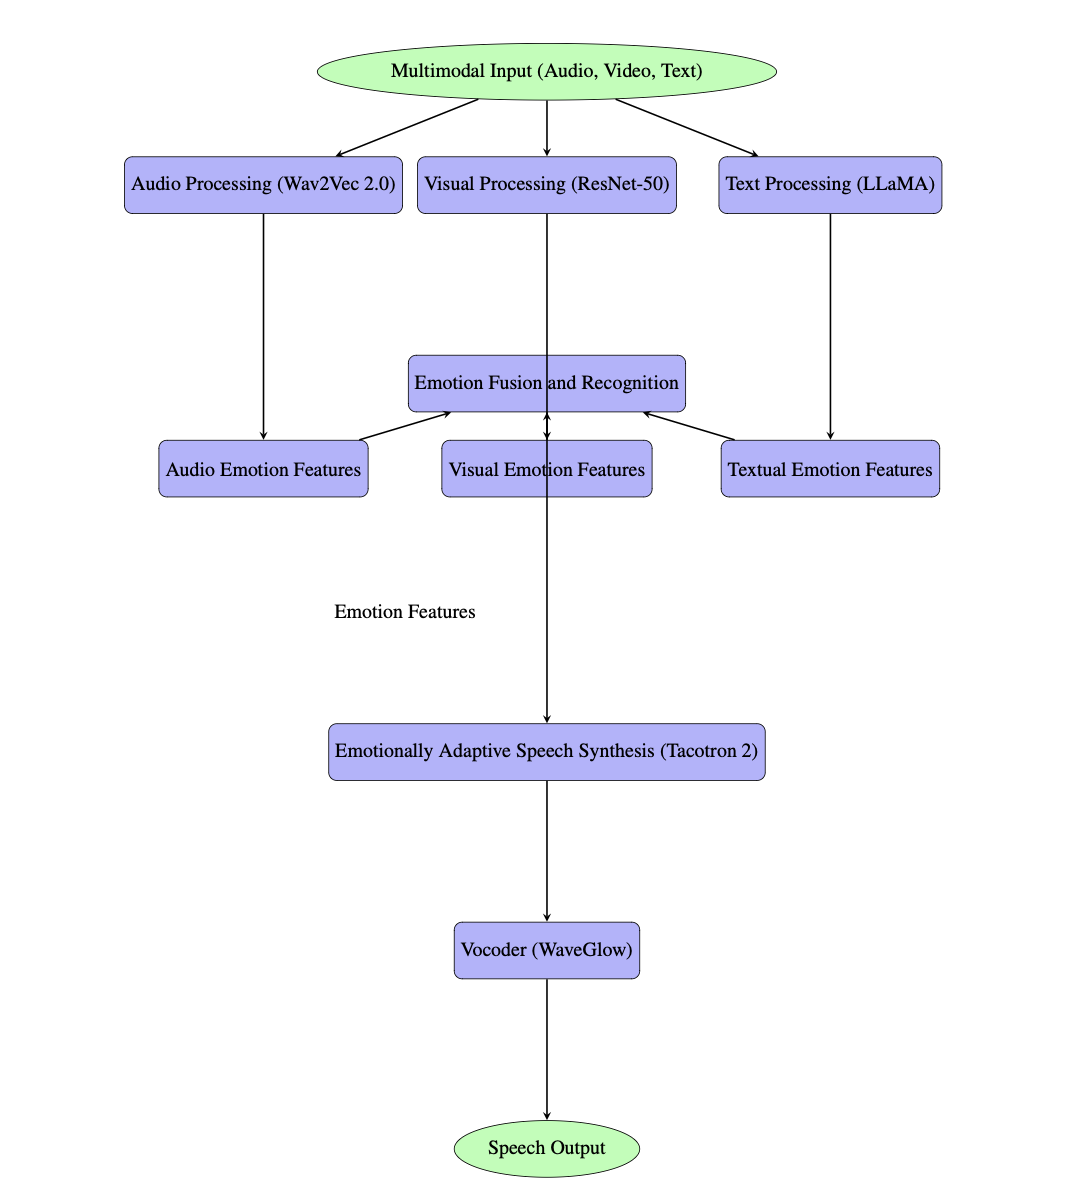 Multimodal Input (Audio, Video, Text)
Audio Processing (Wav2Vec 2.0)
Visual Processing (ResNet-50)
Text Processing (LLaMA)
Emotion Fusion and Recognition
Audio Emotion Features
Visual Emotion Features
Textual Emotion Features
Emotion Features
Emotionally Adaptive Speech Synthesis (Tacotron 2)
Vocoder (WaveGlow)
Speech Output